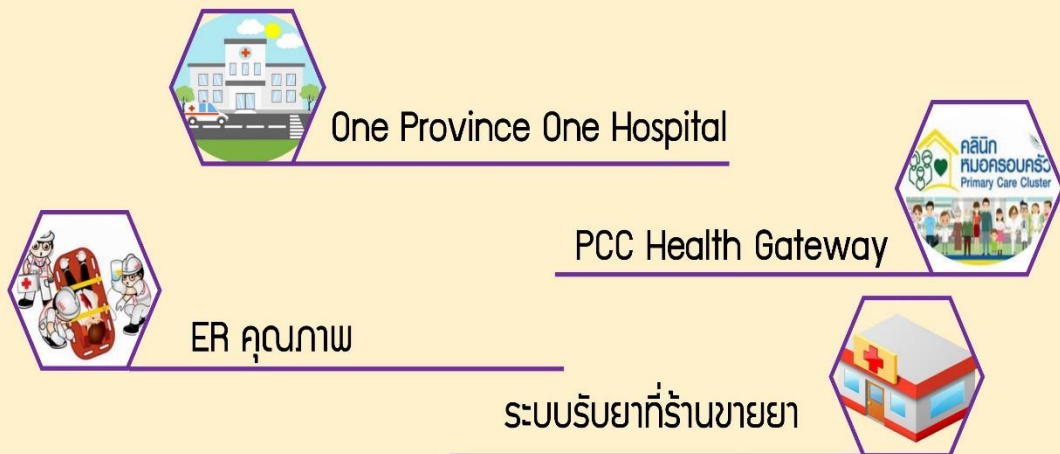 One Province One Hospital
คลินิก
หมอครอบครัว
Primary Care Cluster
PCC Health Gateway
ER คุณภาพ
ระบบรับยาที่ร้านขายยา